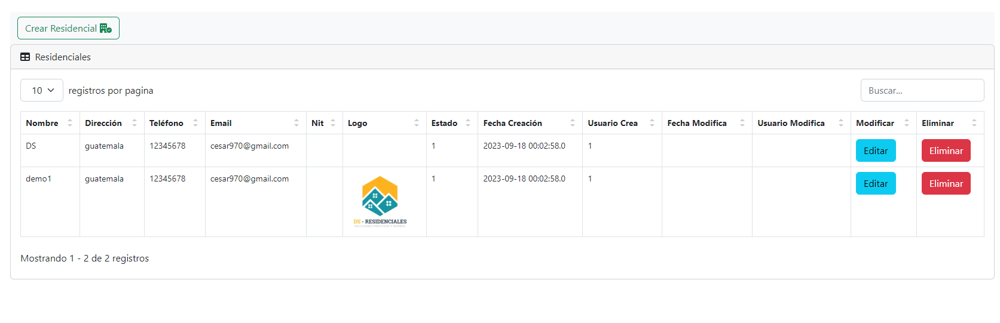 Crear Residencial
Residenciales
10 registros por pagina Buscar...
Nombre Dirección Teléfono Email Nit Logo Estado Fecha Creación Usuario Crea Fecha Modifica Usuario Modifica Modificar Eliminar
DS guatemala 12345678 cesar970@gmail.com 1 2023-09-18 00:02:58.0 1 Editar Eliminar
demo1 guatemala 12345678 cesar970@gmail.com 1 2023-09-18 00:02:58.0 1 Editar Eliminar
DS - RESIDENCIALES
Mostrando 1 - 2 de 2 registros